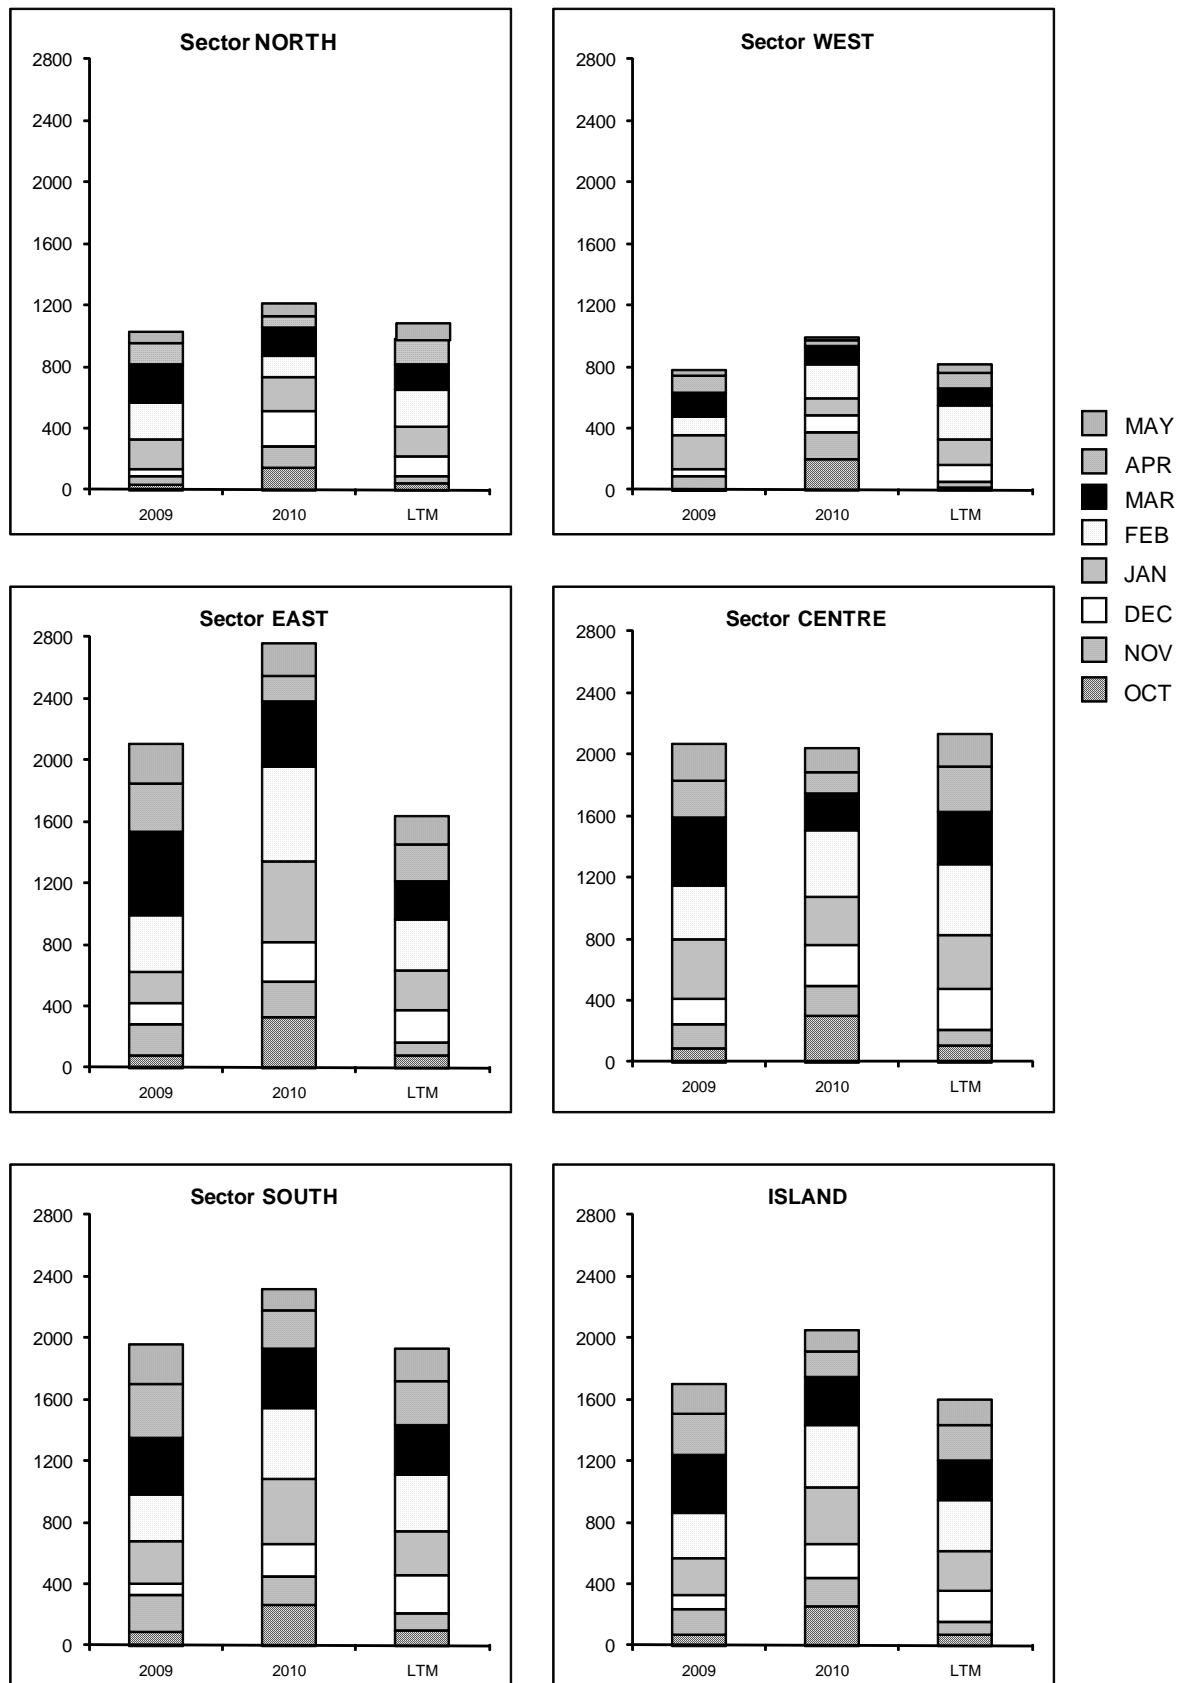 Sector NORTH
2800
2400
2000
1600
1200
800
400
0
2009 2010 LTM
Sector WEST
2800
2400
2000
1600
1200
800
400
0
2009 2010 LTM
MAY
APR
MAR
FEB
JAN
DEC
NOV
OCT
Sector EAST
2800
2400
2000
1600
1200
800
400
0
2009 2010 LTM
Sector CENTRE
2800
2400
2000
1600
1200
800
400
0
2009 2010 LTM
Sector SOUTH
2800
2400
2000
1600
1200
800
400
0
2009 2010 LTM
ISLAND
2800
2400
2000
1600
1200
800
400
0
2009 2010 LTM